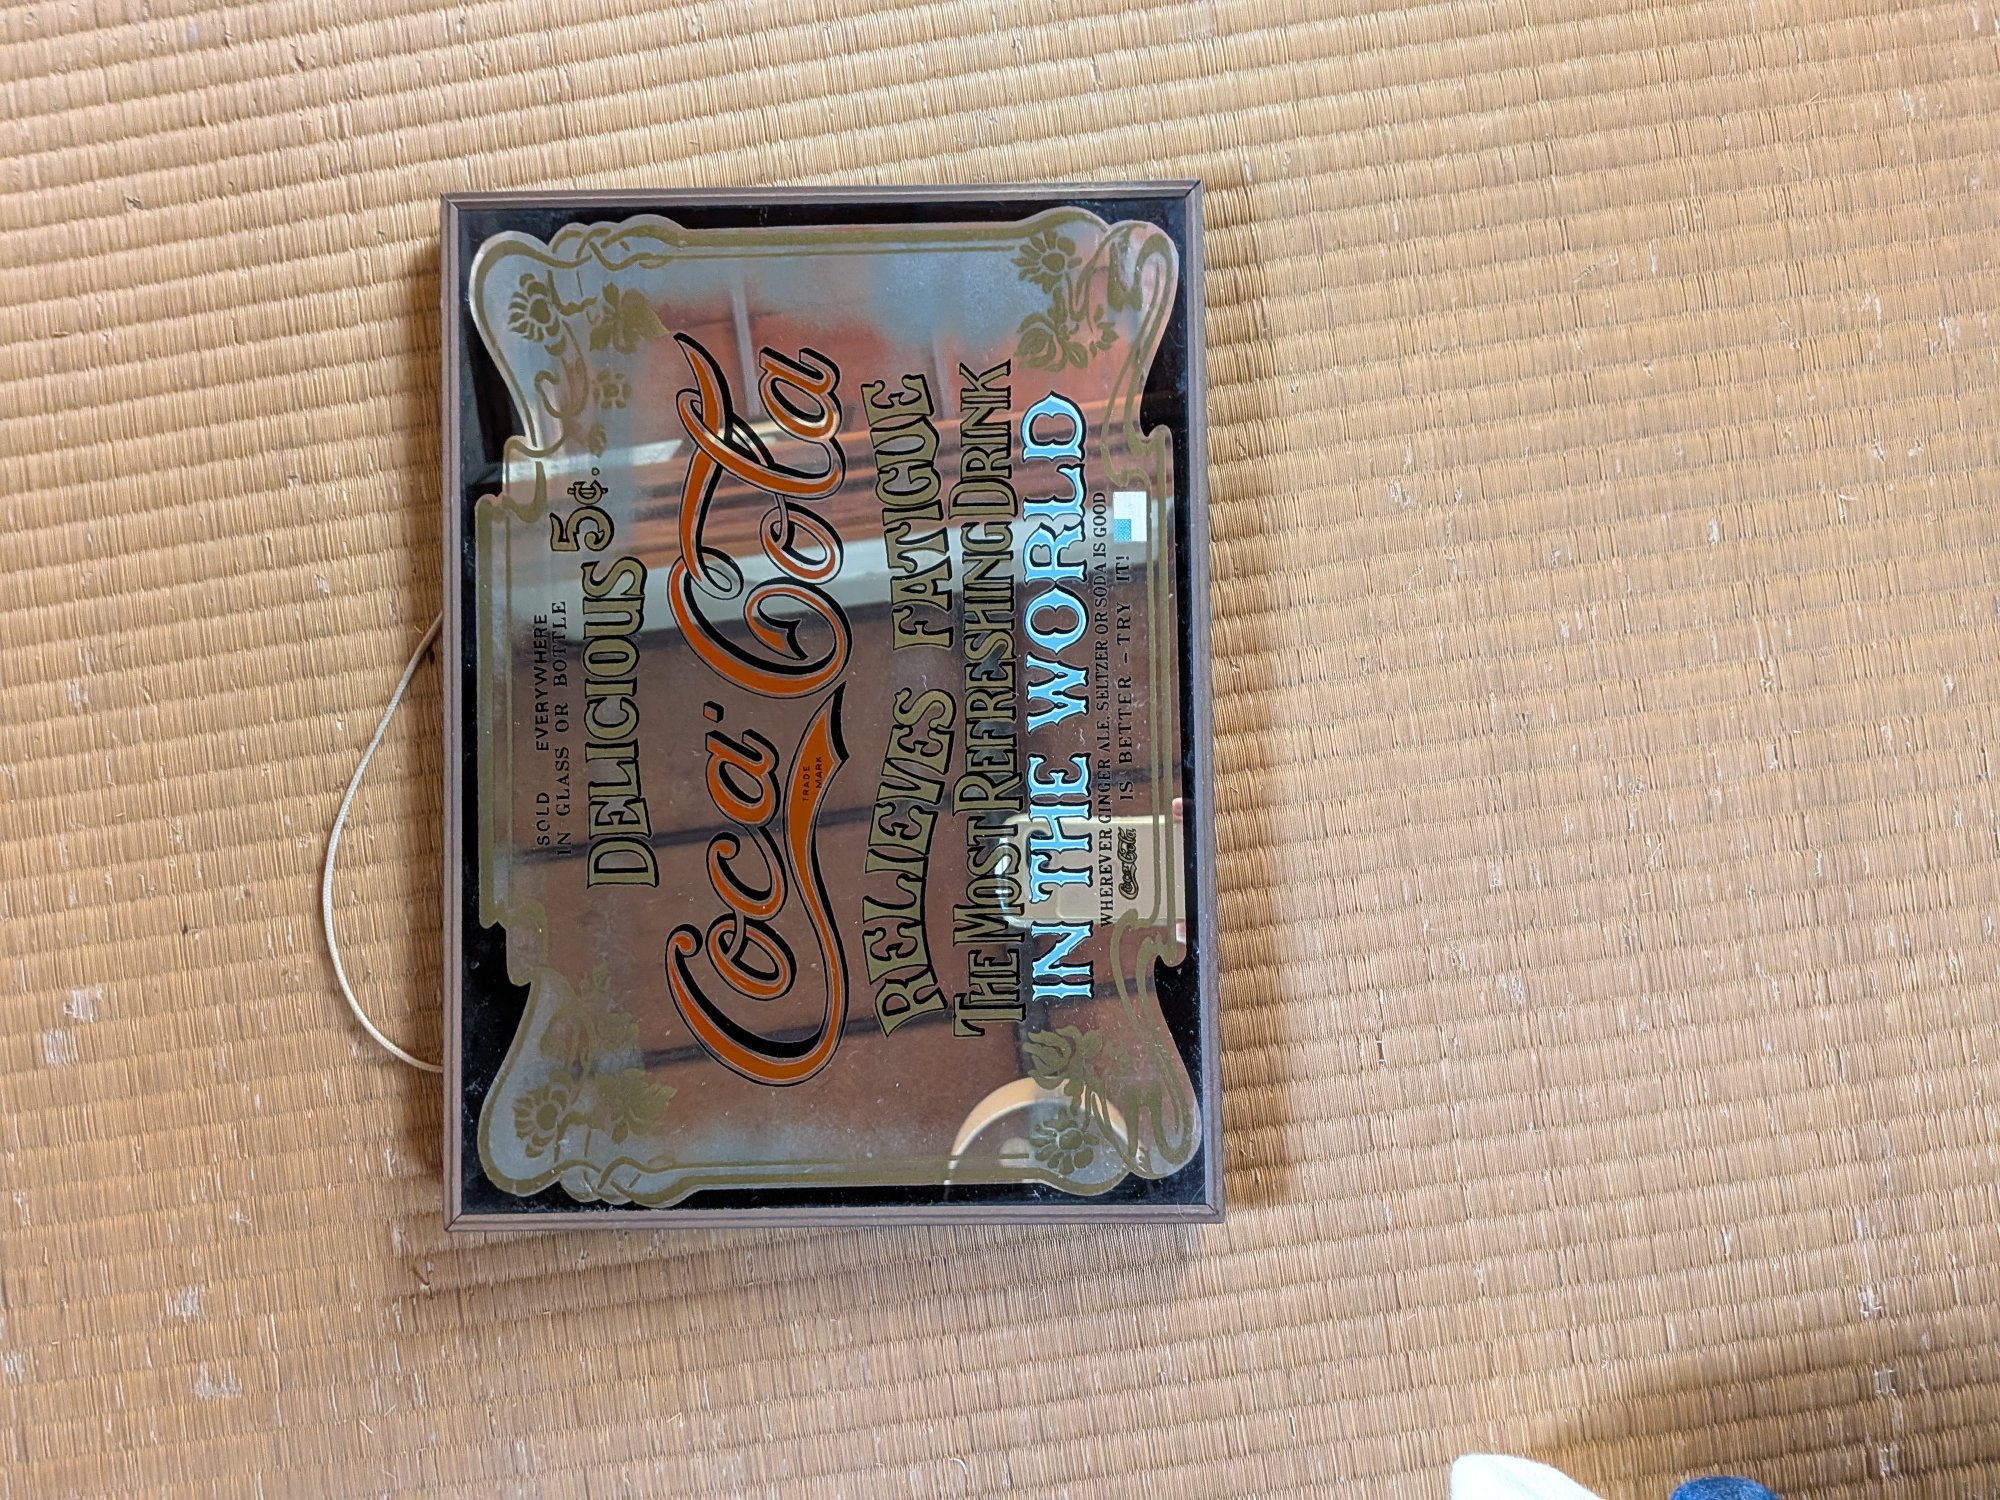 SOLD EVERYWHERE
IN GLASS OR BOTTLE
DELICIOUS 5¢.
Coca-Cola
TRADE
MARK
RELIEVES FATIGUE
THE MOST REFRESHING DRINK
IN THE WORLD
WHEREVER GINGER ALE, SELTZER OR SODA IS GOOD
Coca-Cola IS BETTER - TRY IT!